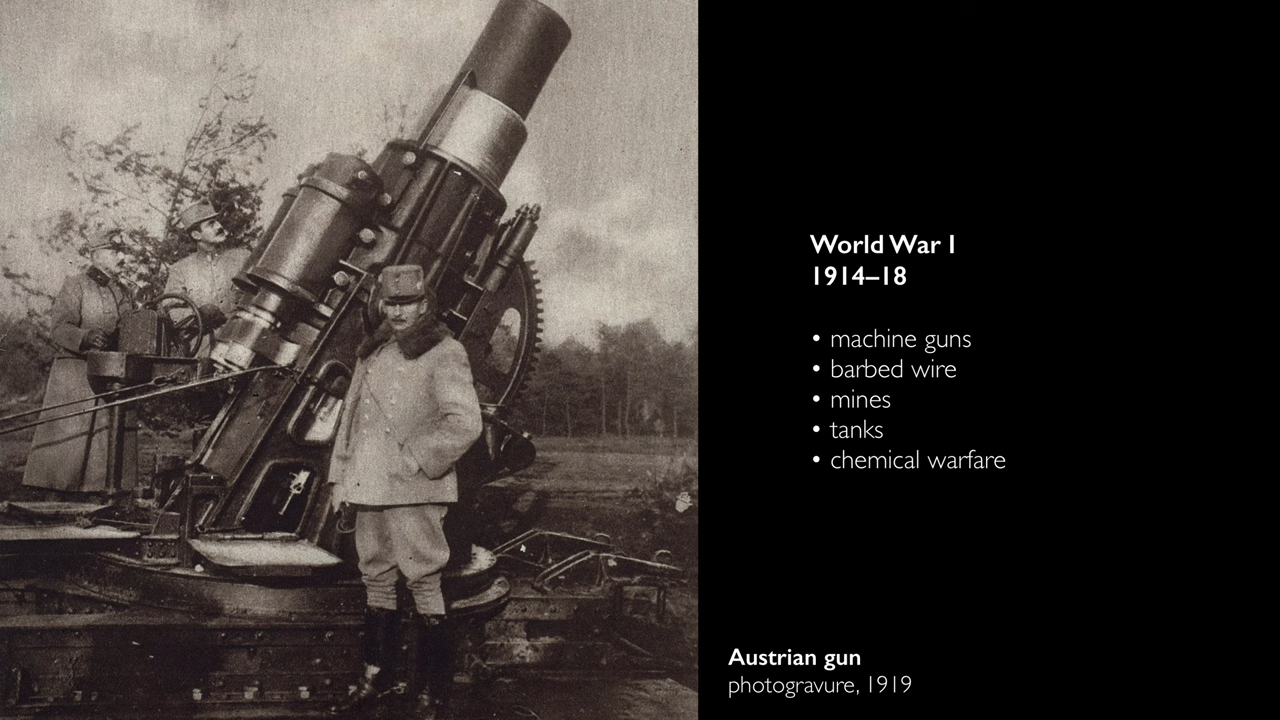 World War I
1914–18
• machine guns
• barbed wire
• mines
• tanks
• chemical warfare
Austrian gun
photogravure, 1919